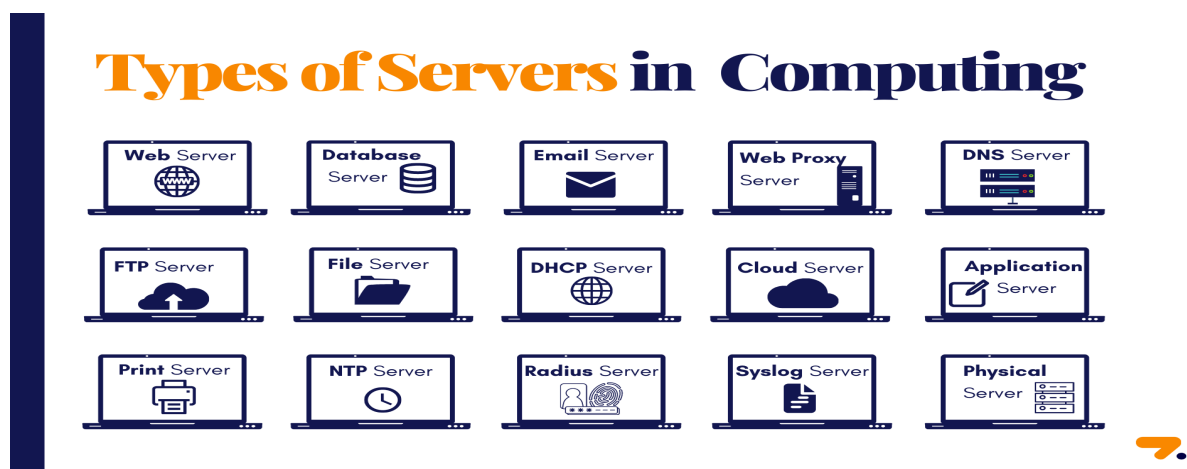 Types of Servers in Computing
Web Server
WWW
Database
Server
Email Server
Web Proxy
Server
DNS Server
FTP Server
File Server
DHCP Server
Cloud Server
Application
Server
Print Server
NTP Server
Radius Server
Syslog Server
Physical
Server